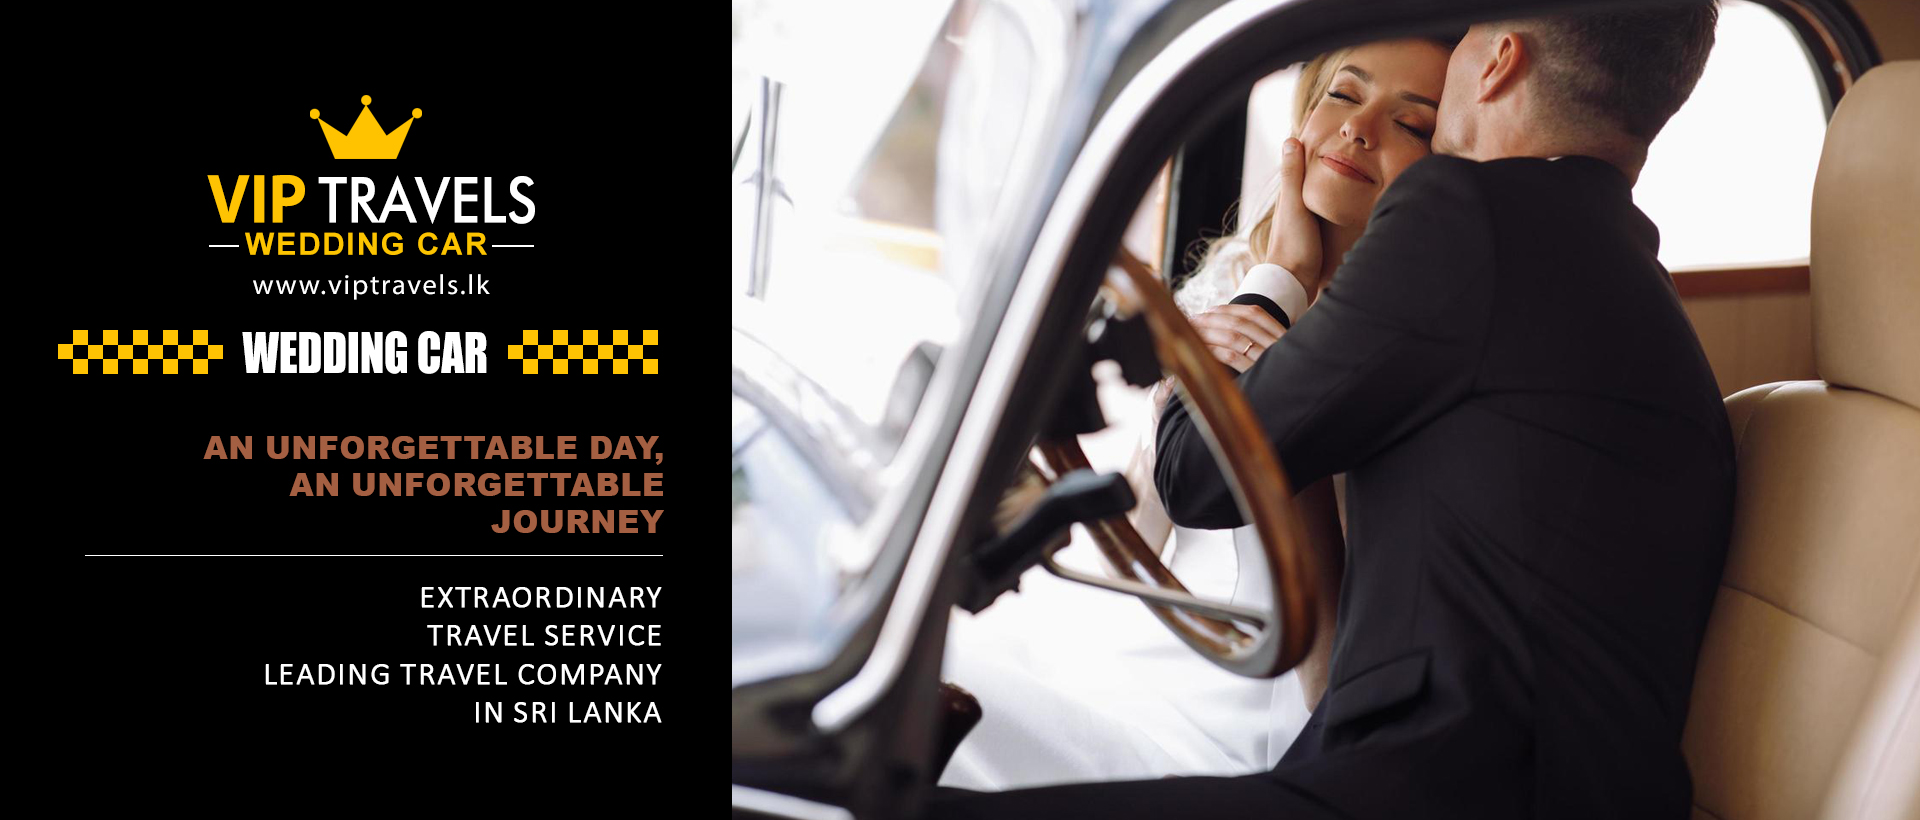 VIP TRAVELS
WEDDING CAR
www.viptravels.lk
WEDDING CAR
AN UNFORGETTABLE DAY,
AN UNFORGETTABLE
JOURNEY
EXTRAORDINARY
TRAVEL SERVICE
LEADING TRAVEL COMPANY
IN SRI LANKA